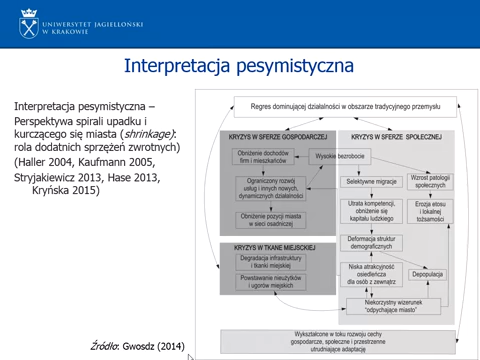 UNIWERSYTET JAGIELLOŃSKI
W KRAKOWIE
Interpretacja pesymistyczna
Interpretacja pesymistyczna –
Perspektywa spirali upadku i
kurczącego się miasta (shrinkage):
rola dodatnich sprzężeń zwrotnych)
(Haller 2004, Kaufmann 2005,
Stryjakiewicz 2013, Hase 2013,
Kryńska 2015)
Źródło: Gwosdz (2014)
Regres dominującej działalności w obszarze tradycyjnego przemysłu
KRYZYS W SFERZE GOSPODARCZEJ
Obniżenie dochodów
firm i mieszkańców
Ograniczony rozwój
usług i innych nowych,
dynamicznych działalności
Obniżenie pozycji miasta
w sieci osadniczej
KRYZYS W TKANE MIEJSKIEJ
Degradacja infrastruktury
i tkanki miejskiej
Powstawanie nieużytków
i ugorów miejskich
KRYZYS W SFERZE SPOŁECZNEJ
Wysokie bezrobocie
Selektywne migracje
Wzrost patologii
społecznych
Utrata kompetencji,
obniżenie się
kapitału ludzkiego
Erozja etosu
i lokalnej
tożsamości
Deformacja struktur
demograficznych
Niska atrakcyjność
osiedleńcza
dla osób z zewnątrz
Depopulacja
Niekorzystny wizerunek
"odpychające miasto"
Wykształcone w toku rozwoju cechy
gospodarcze, społeczne i przestrzenne
utrudniające adaptację